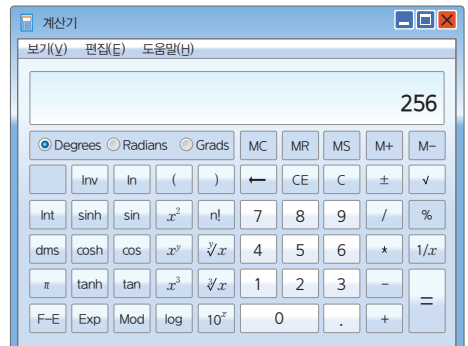 계산기
보기(V) 편집(E) 도움말(H)
256
Degrees Radians Grads MC MR MS M+ M-
Inv ln ( ) ← CE C ± √
Int sinh sin x² n! 7 8 9 / %
dms cosh cos xʸ ʸ√x 4 5 6 * 1/x
π tanh tan x³ ³√x 1 2 3 - =
F-E Exp Mod log 10ˣ 0 . +